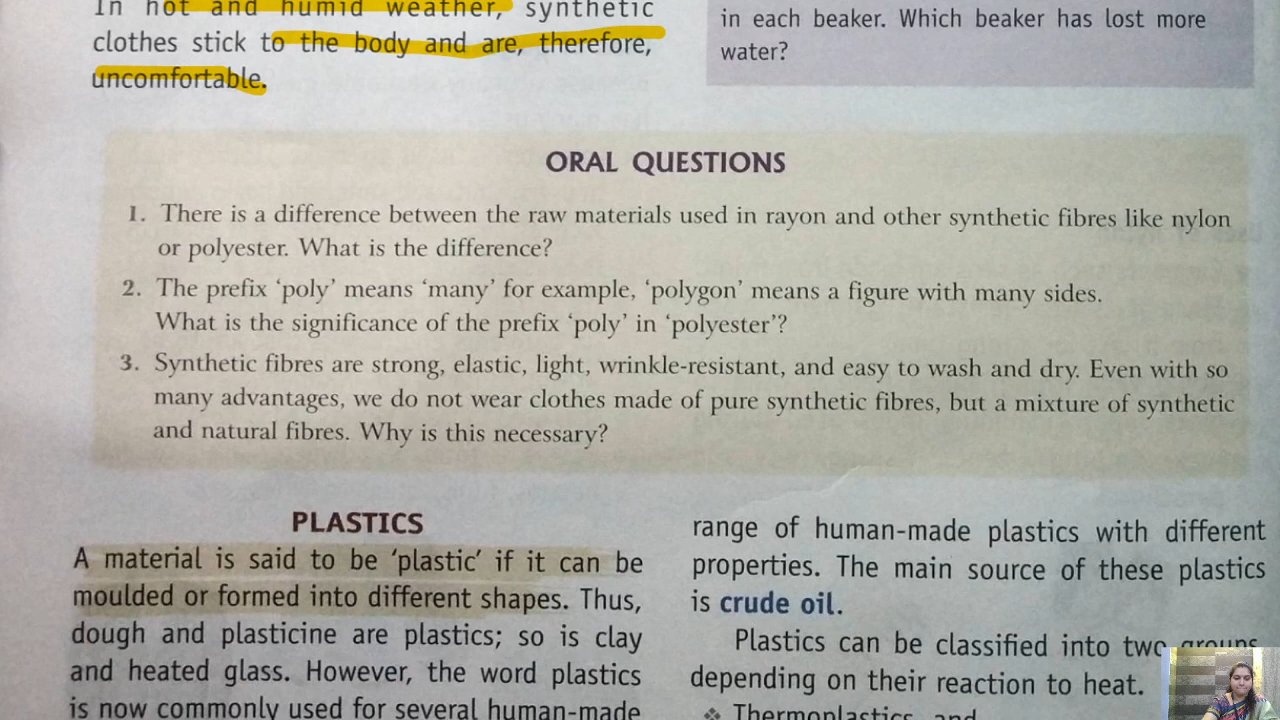 In hot and humid weather, synthetic
clothes stick to the body and are, therefore,
uncomfortable.
in each beaker. Which beaker has lost more
water?
ORAL QUESTIONS
1. There is a difference between the raw materials used in rayon and other synthetic fibres like nylon
or polyester. What is the difference?
2. The prefix ‘poly’ means ‘many’ for example, ‘polygon’ means a figure with many sides.
What is the significance of the prefix ‘poly’ in ‘polyester’?
3. Synthetic fibres are strong, elastic, light, wrinkle-resistant, and easy to wash and dry. Even with so
many advantages, we do not wear clothes made of pure synthetic fibres, but a mixture of synthetic
and natural fibres. Why is this necessary?
PLASTICS
A material is said to be ‘plastic’ if it can be
moulded or formed into different shapes. Thus,
dough and plasticine are plastics; so is clay
and heated glass. However, the word plastics
is now commonly used for several human-made
range of human-made plastics with different
properties. The main source of these plastics
is crude oil.
Plastics can be classified into two groups
depending on their reaction to heat.
❖ Thermoplastics, and